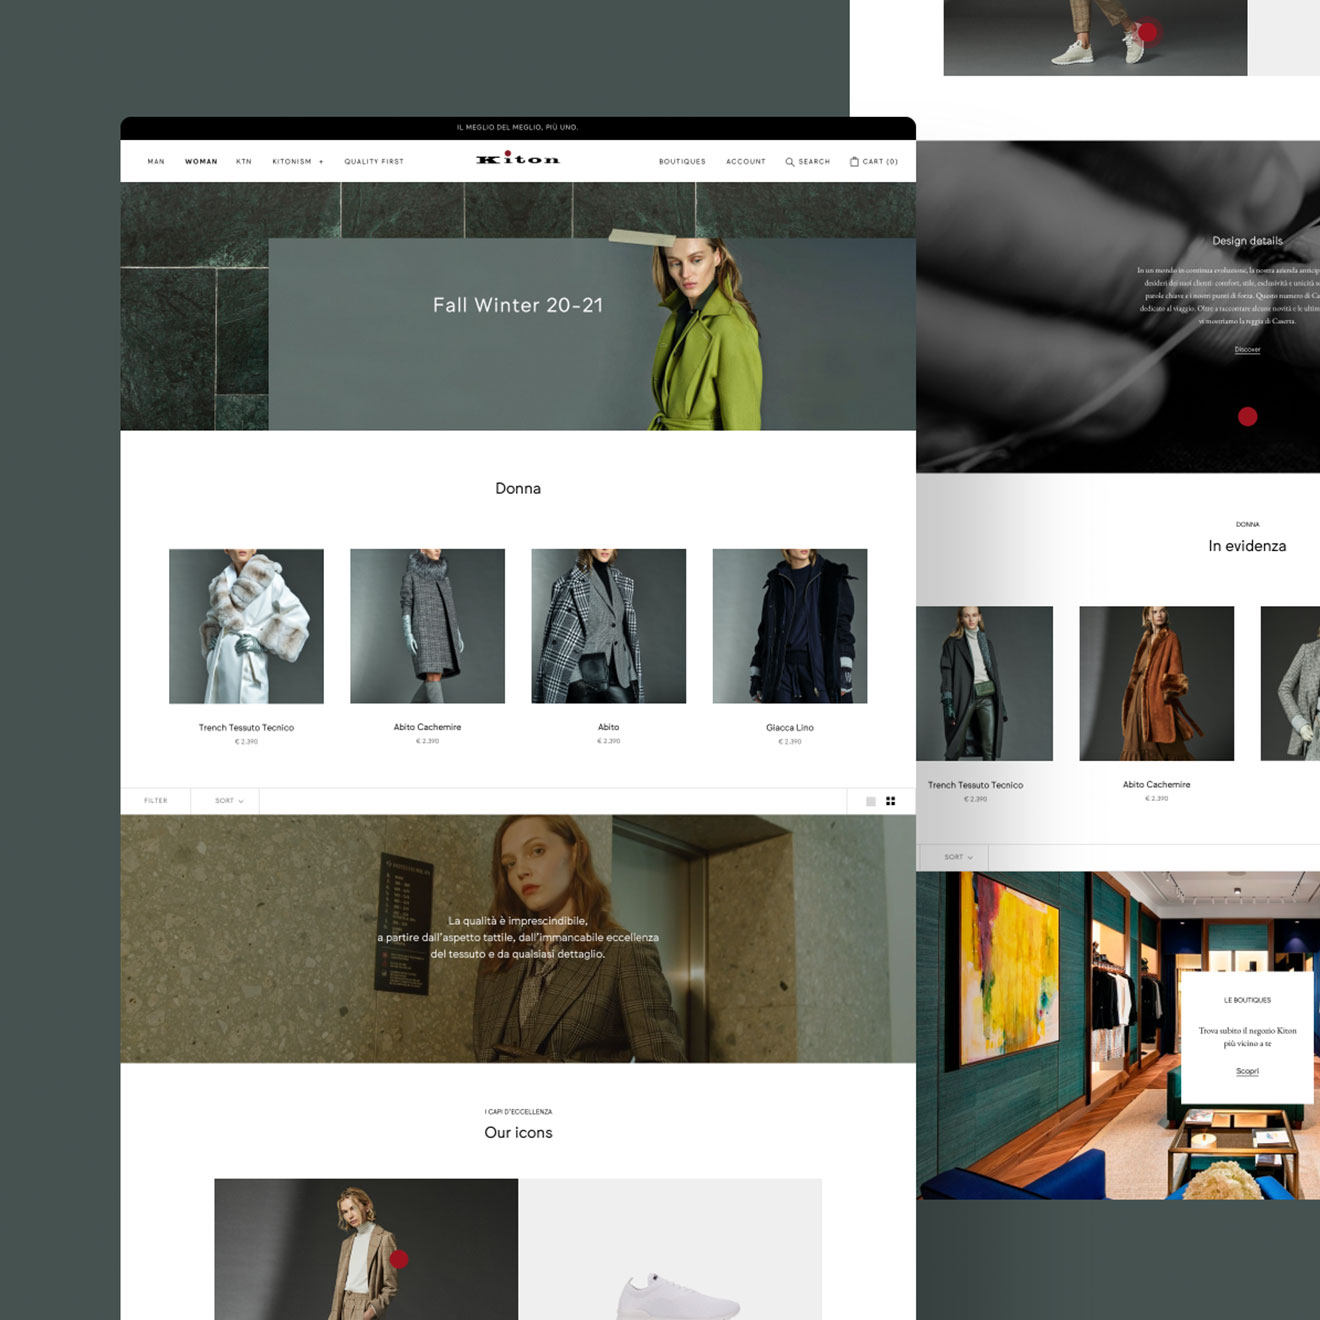 IL MEGLIO DEL MEGLIO, PIÙ UNO.
MAN WOMAN KTN KITONISM + QUALITY FIRST
Kiton
BOUTIQUES ACCOUNT SEARCH CART (0)
Fall Winter 20-21
Donna
Trench Tessuto Tecnico
€ 2.390
Abito Cachemire
€ 2.390
Abito
€ 2.390
Giacca Lino
€ 2.390
FILTER SORT
La qualità è imprescindibile,
a partire dall'aspetto tattile, dall'immancabile eccellenza
del tessuto e da qualsiasi dettaglio.
I CAPI D'ECCELLENZA
Our icons
Design details
In un mondo in continua evoluzione, la nostra azienda
desideri dei suoi clienti: comfort, stile, esclusività e unicità
parole chiave e i nostri punti di forza. Questo numero di
dedicato al viaggio. Oltre a raccontare alcune novità e le
vi mostriamo la reggia di Caserta.
Discover
DONNA
In evidenza
Trench Tessuto Tecnico
€ 2.390
Abito Cachemire
€ 2.390
SORT
LE BOUTIQUES
Trova subito il negozio Kiton
più vicino a te
Scopri